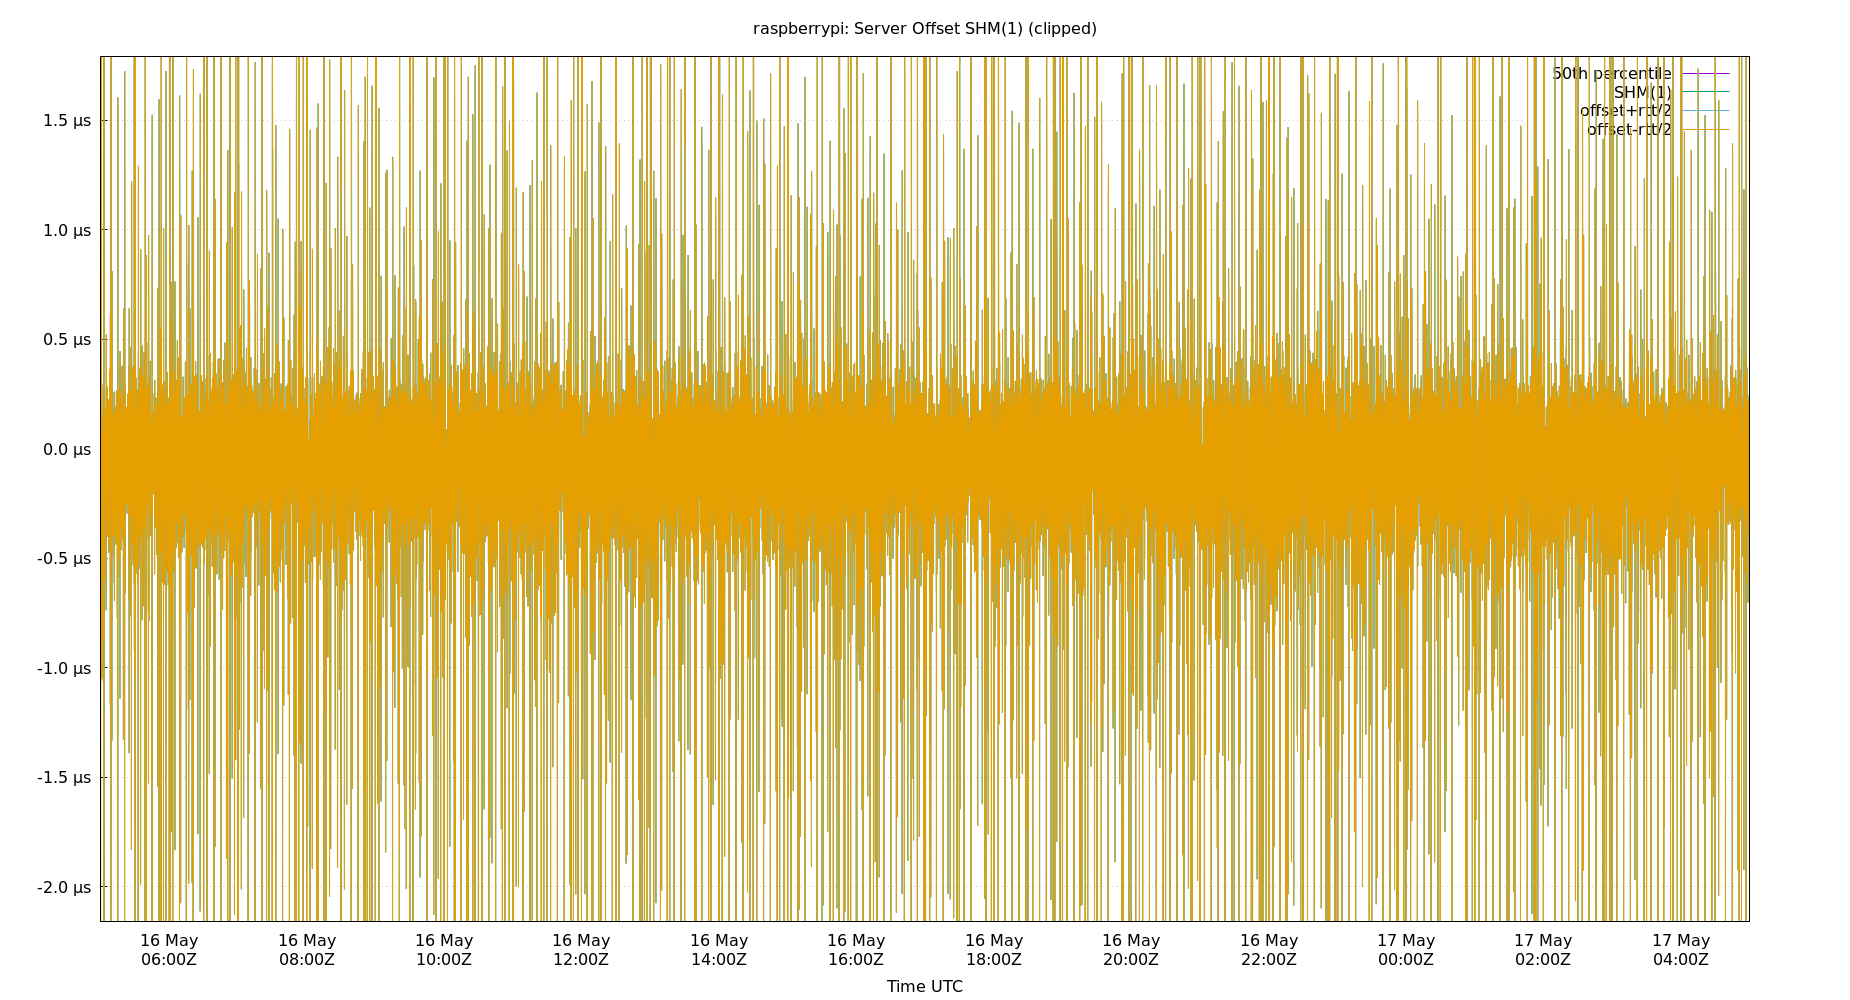 raspberrypi: Server Offset SHM(1) (clipped)
50th percentile
SHM(1)
offset+rtt/2
offset-rtt/2
1.5 µs
1.0 µs
0.5 µs
0.0 µs
-0.5 µs
-1.0 µs
-1.5 µs
-2.0 µs
16 May 16 May 16 May 16 May 16 May 16 May 16 May 16 May 16 May 17 May 17 May 17 May
06:00Z 08:00Z 10:00Z 12:00Z 14:00Z 16:00Z 18:00Z 20:00Z 22:00Z 00:00Z 02:00Z 04:00Z
Time UTC